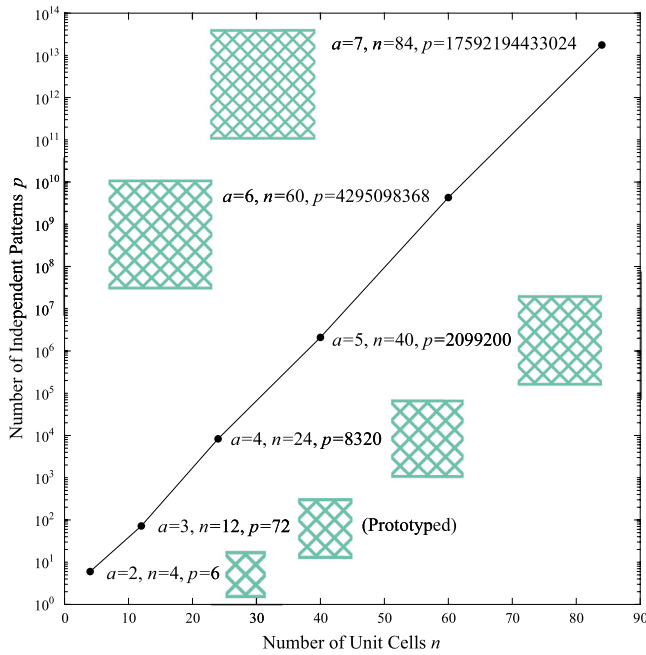 10^14
10^13
10^12
10^11
10^10
10^9
10^8
10^7
10^6
10^5
10^4
10^3
10^2
10^1
10^0
Number of Independent Patterns p
a=7, n=84, p=17592194433024
a=6, n=60, p=4295098368
a=5, n=40, p=2099200
a=4, n=24, p=8320
a=3, n=12, p=72 (Prototyped)
a=2, n=4, p=6
0 10 20 30 40 50 60 70 80 90
Number of Unit Cells n